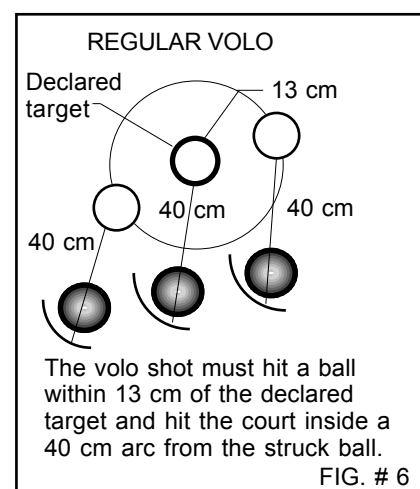 REGULAR VOLO
Declared
target
13 cm
40 cm
40 cm
40 cm
The volo shot must hit a ball
within 13 cm of the declared
target and hit the court inside a
40 cm arc from the struck ball.
FIG. # 6